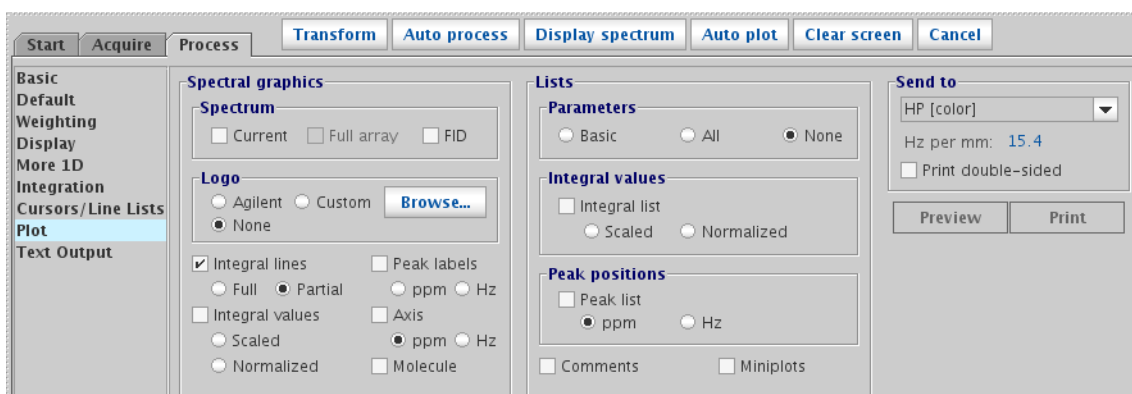 Start Acquire Process Transform Auto process Display spectrum Auto plot Clear screen Cancel
Basic
Default
Weighting
Display
More 1D
Integration
Cursors/Line Lists
Plot
Text Output
Spectral graphics
Spectrum
Current Full array FID
Logo
Agilent Custom Browse...
None
Integral lines Peak labels
Full Partial ppm Hz
Integral values Axis
Scaled ppm Hz
Normalized Molecule
Lists
Parameters
Basic All None
Integral values
Integral list
Scaled Normalized
Peak positions
Peak list
ppm Hz
Comments Miniplots
Send to
HP [color]
Hz per mm: 15.4
Print double-sided
Preview Print